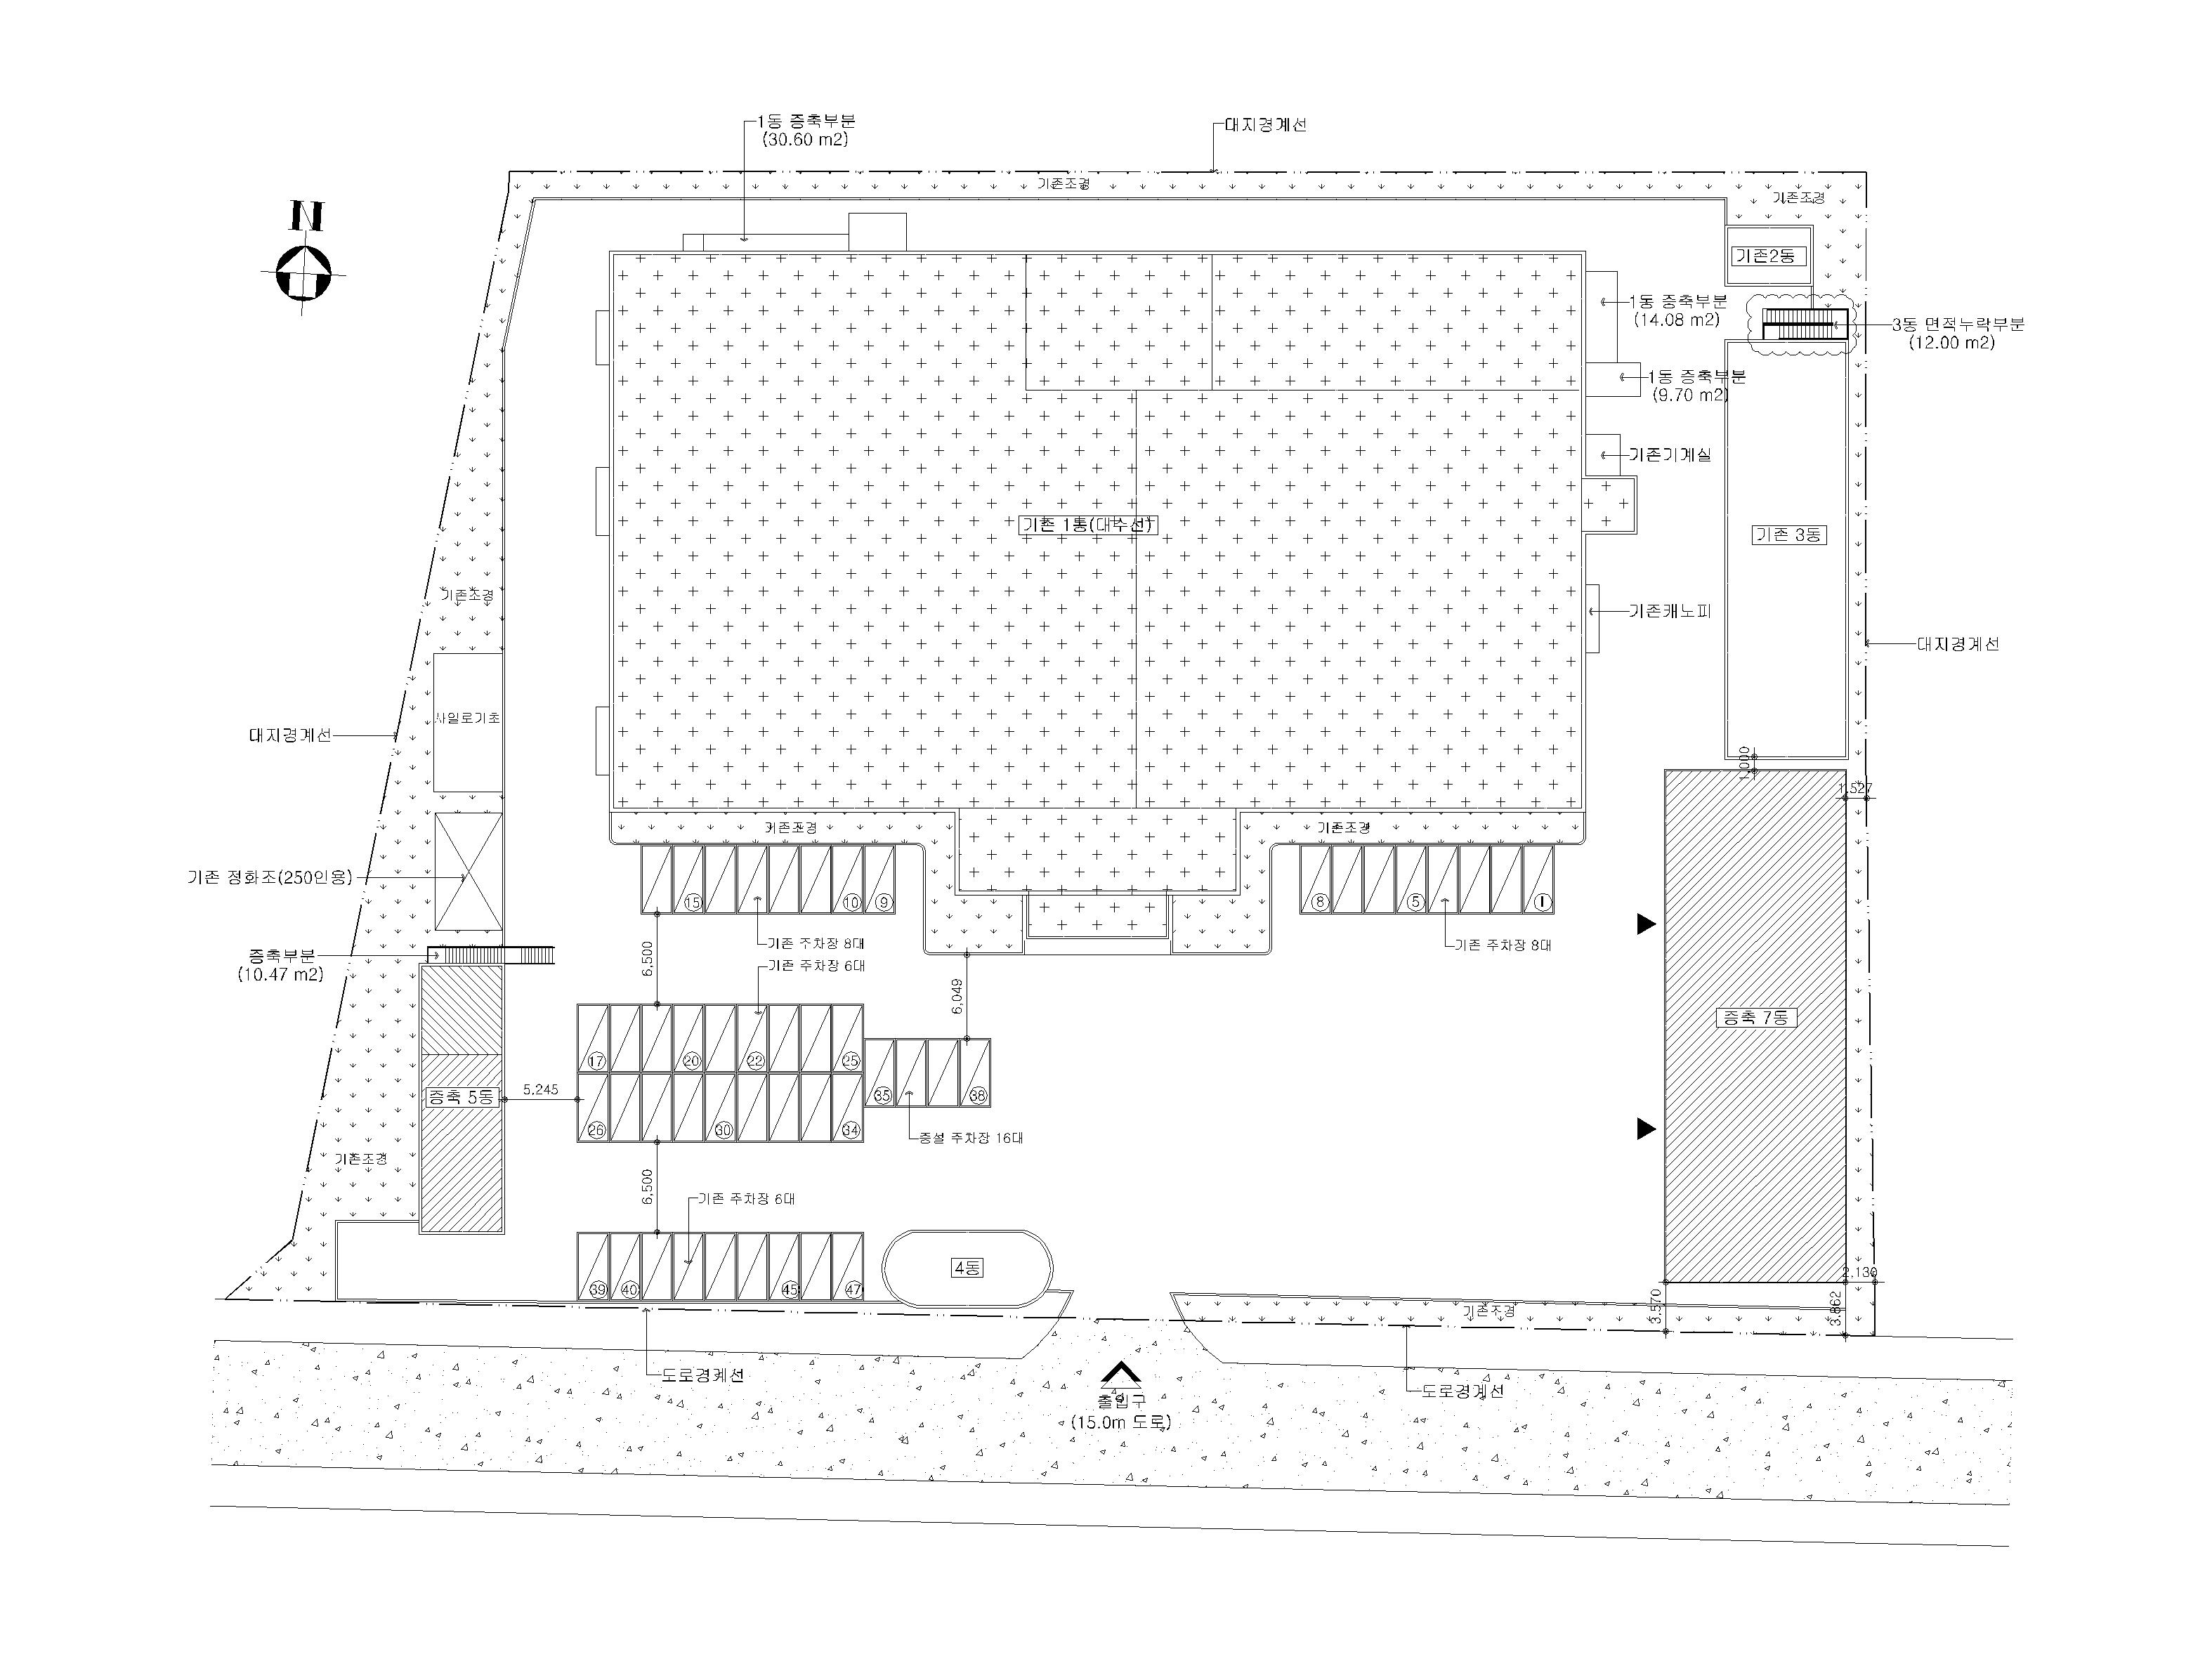 1동 증축부분
(30.60 m2)
대지경계선
기존조경
기존조경
N
기존2동
1동 증축부분
(14.08 m2)
3동 면적누락부분
(12.00 m2)
1동 증축부분
(9.70 m2)
기존기계실
기존 1동(대수선)
기존 3동
기존조경
기존캐노피
대지경계선
사일로기초
대지경계선
1,000
1,527
기존조경
기존조경
기존 정화조(250인용)
15
10
9
8
5
1
기존 주차장 8대
기존 주차장 8대
증축부분
(10.47 m2)
6,500
기존 주차장 6대
6,049
증축 7동
17
20
22
25
5,245
증축 5동
35
38
26
30
34
증설 주차장 16대
기존조경
6,500
기존 주차장 6대
4동
39
40
45
47
2,130
3,570
3,862
기존조경
도로경계선
도로경계선
출입구
(15.0m 도로)